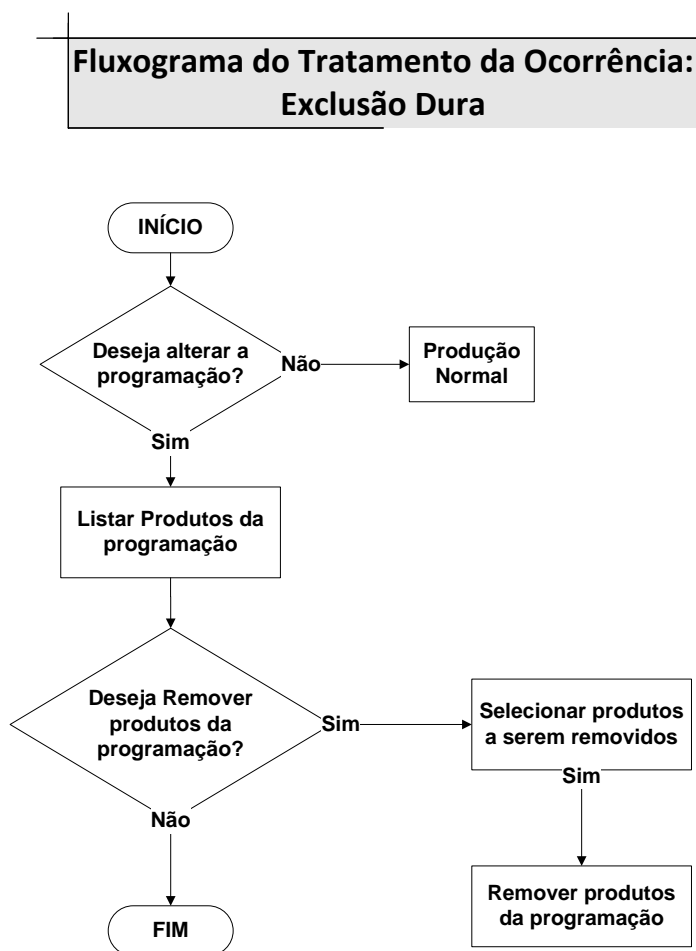 Fluxograma do Tratamento da Ocorrência:
Exclusão Dura
INÍCIO
Deseja alterar a
programação?
Não
Produção
Normal
Sim
Listar Produtos da
programação
Deseja Remover
produtos da
programação?
Sim
Selecionar produtos
a serem removidos
Sim
Não
Remover produtos
da programação
FIM